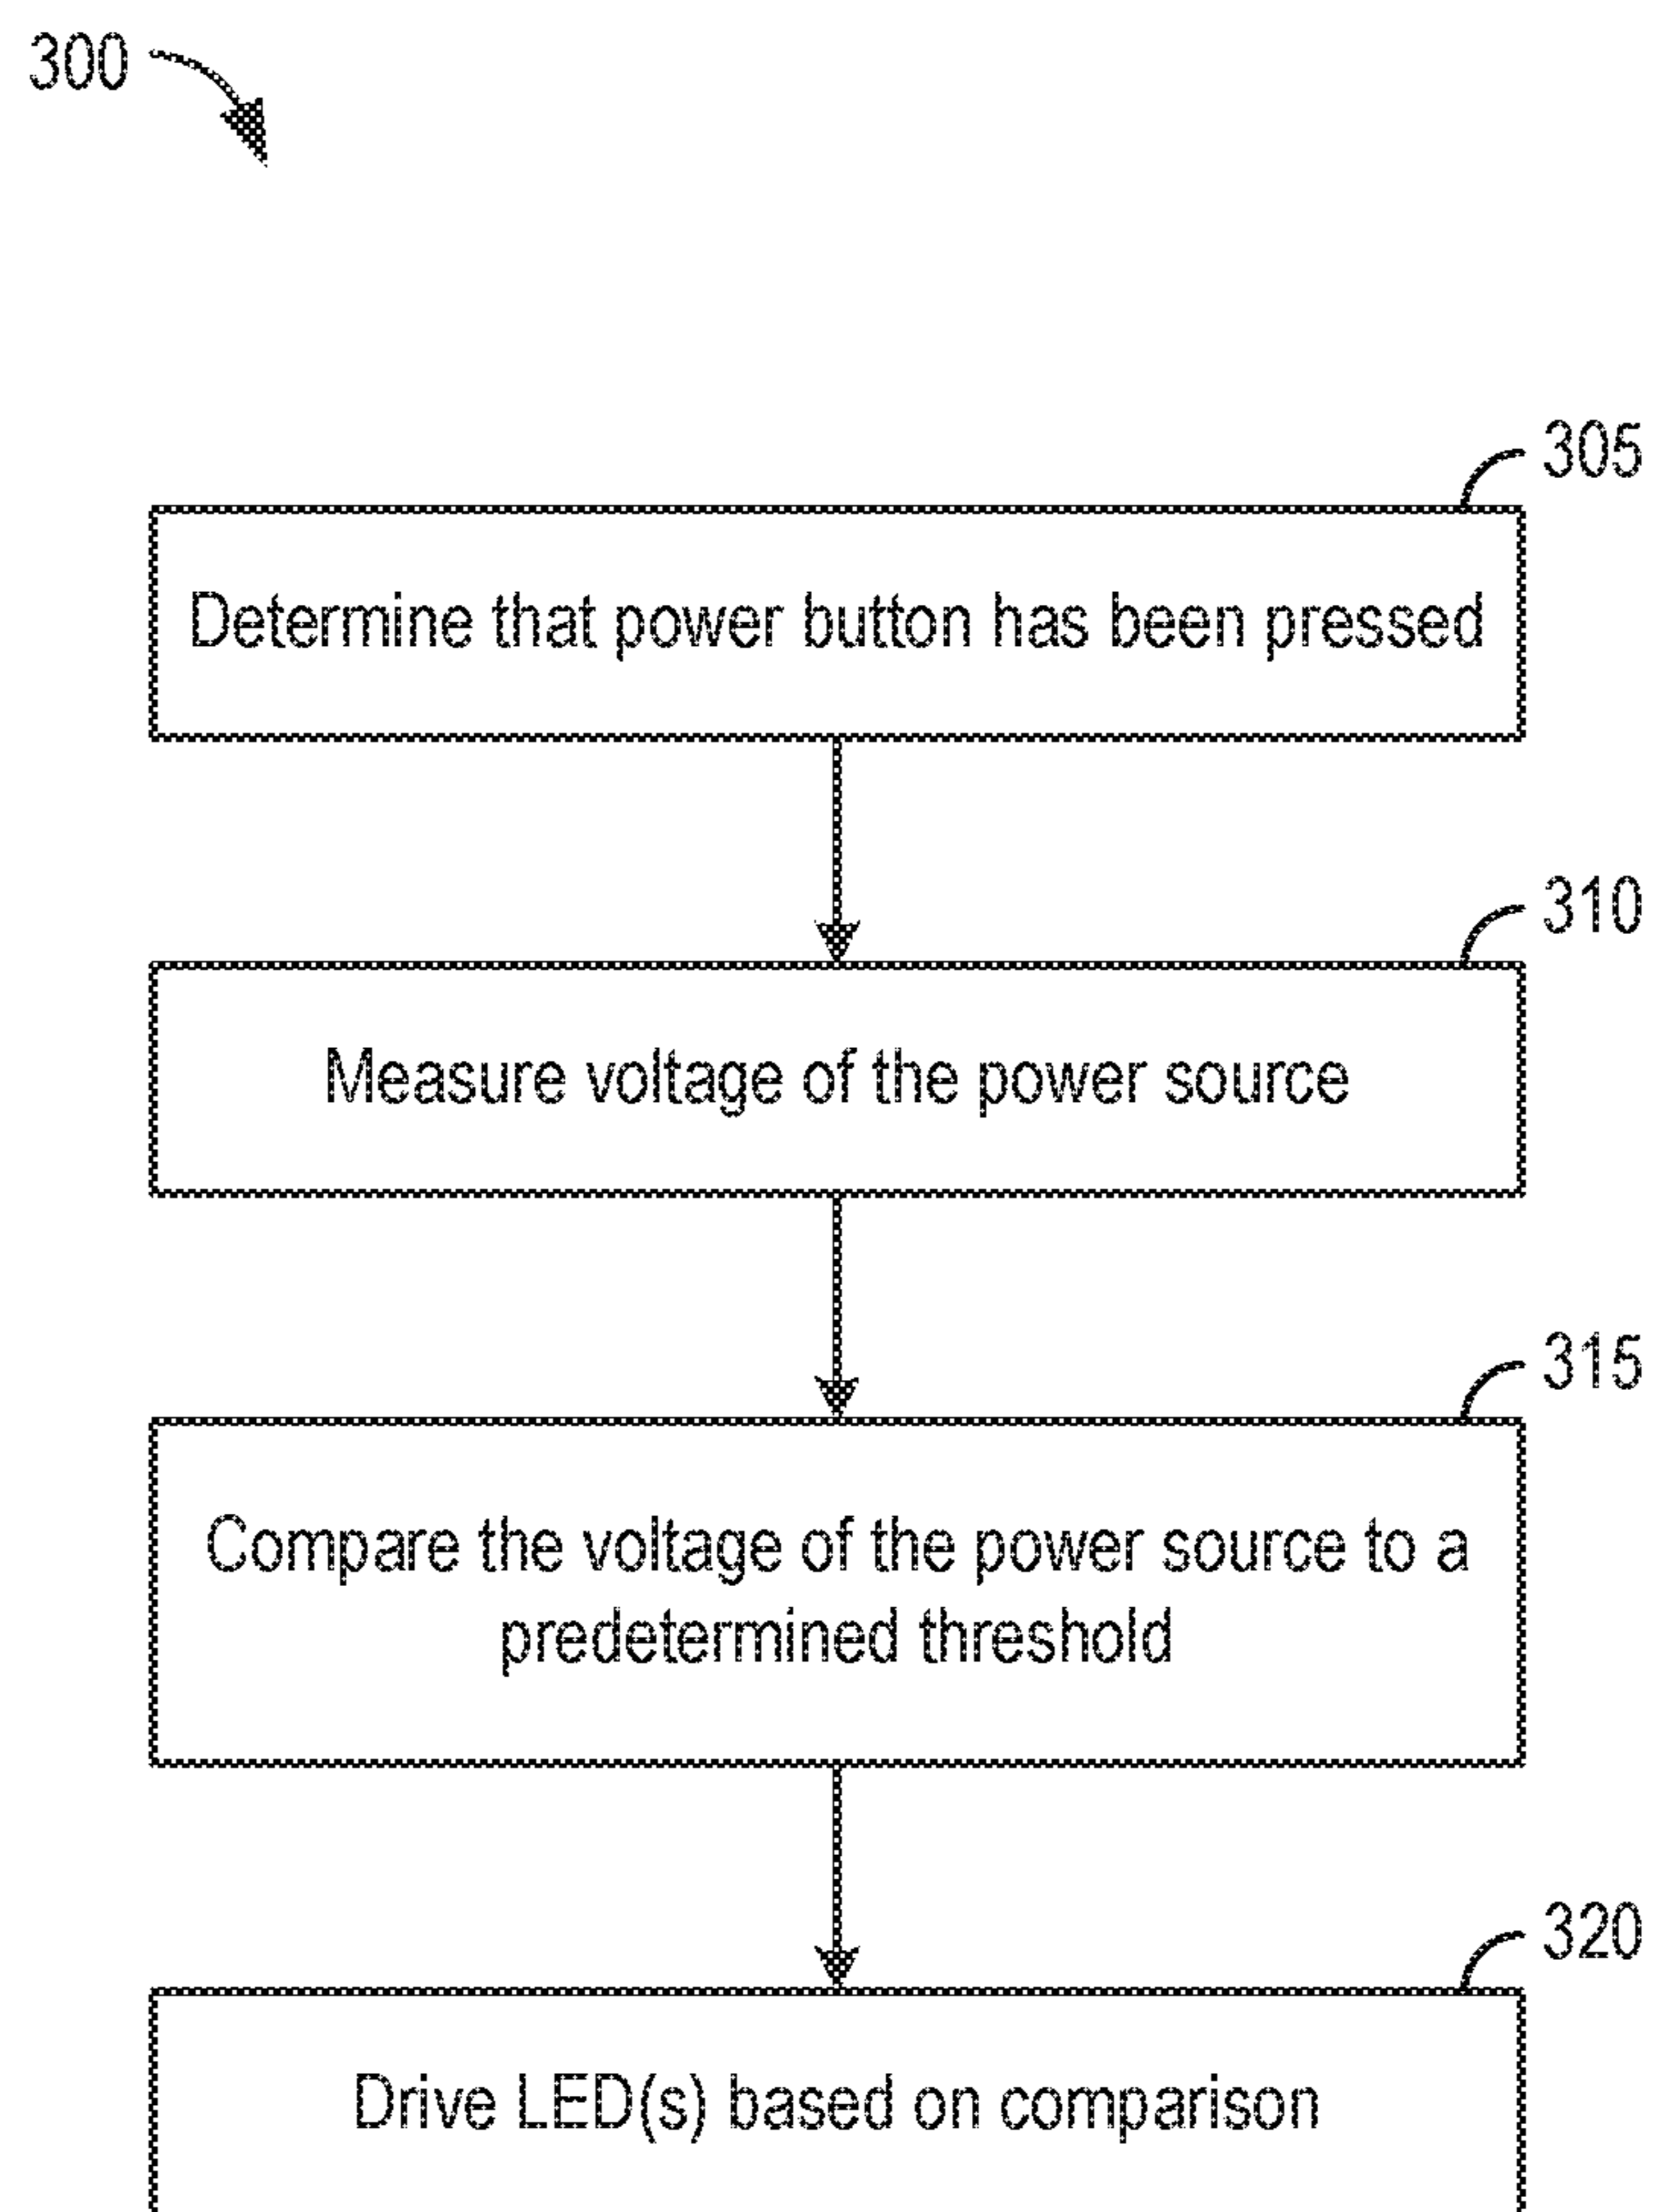 300
305
Determine that power button has been pressed
310
Measure voltage of the power source
315
Compare the voltage of the power source to a
predetermined threshold
320
Drive LED(s) based on comparison